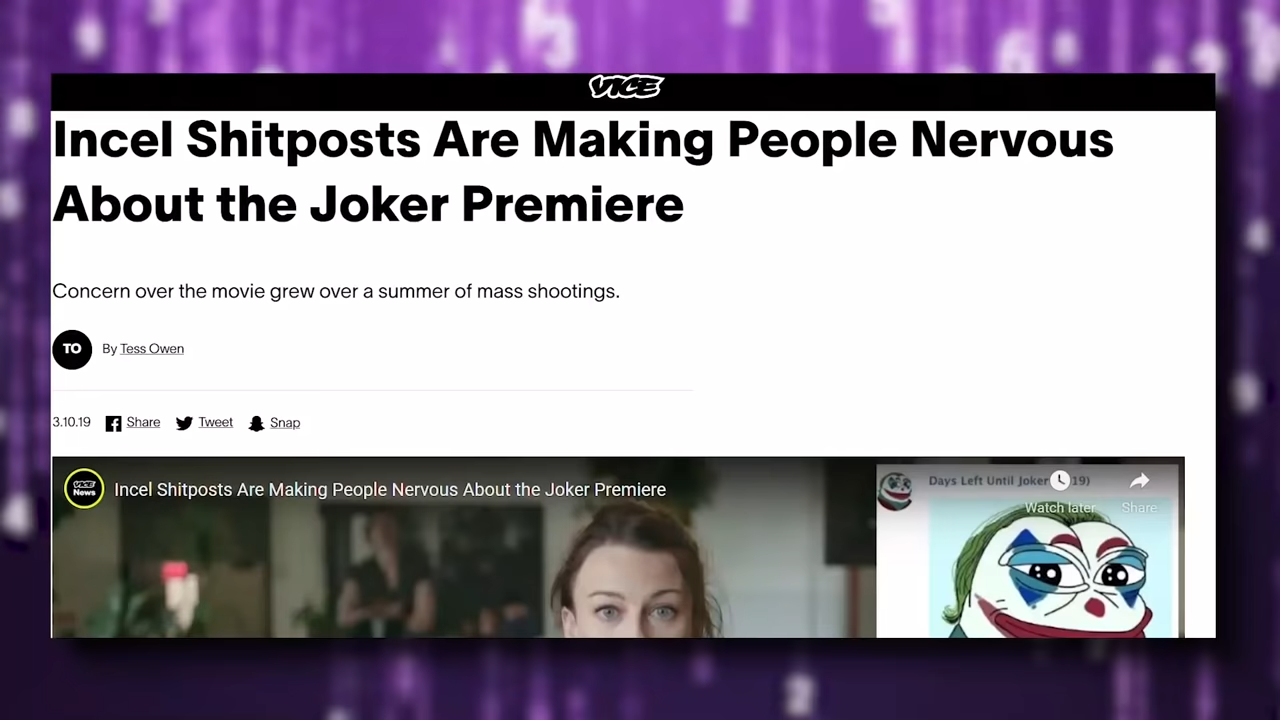 VICE
Incel Shitposts Are Making People Nervous
About the Joker Premiere
Concern over the movie grew over a summer of mass shootings.
TO
By Tess Owen
3.10.19 Share Tweet Snap
VICE News
Incel Shitposts Are Making People Nervous About the Joker Premiere
Days Left Until Joker 19)
Watch later Share